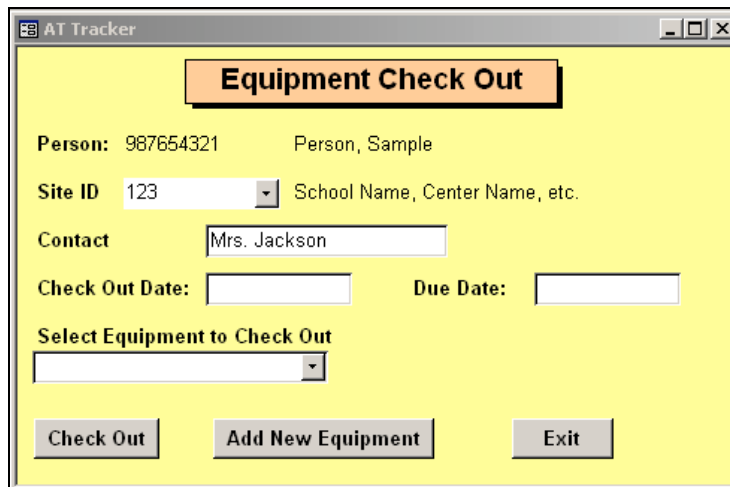 AT Tracker
Equipment Check Out
Person: 987654321 Person, Sample
Site ID 123 School Name, Center Name, etc.
Contact Mrs. Jackson
Check Out Date: Due Date:
Select Equipment to Check Out
Check Out Add New Equipment Exit